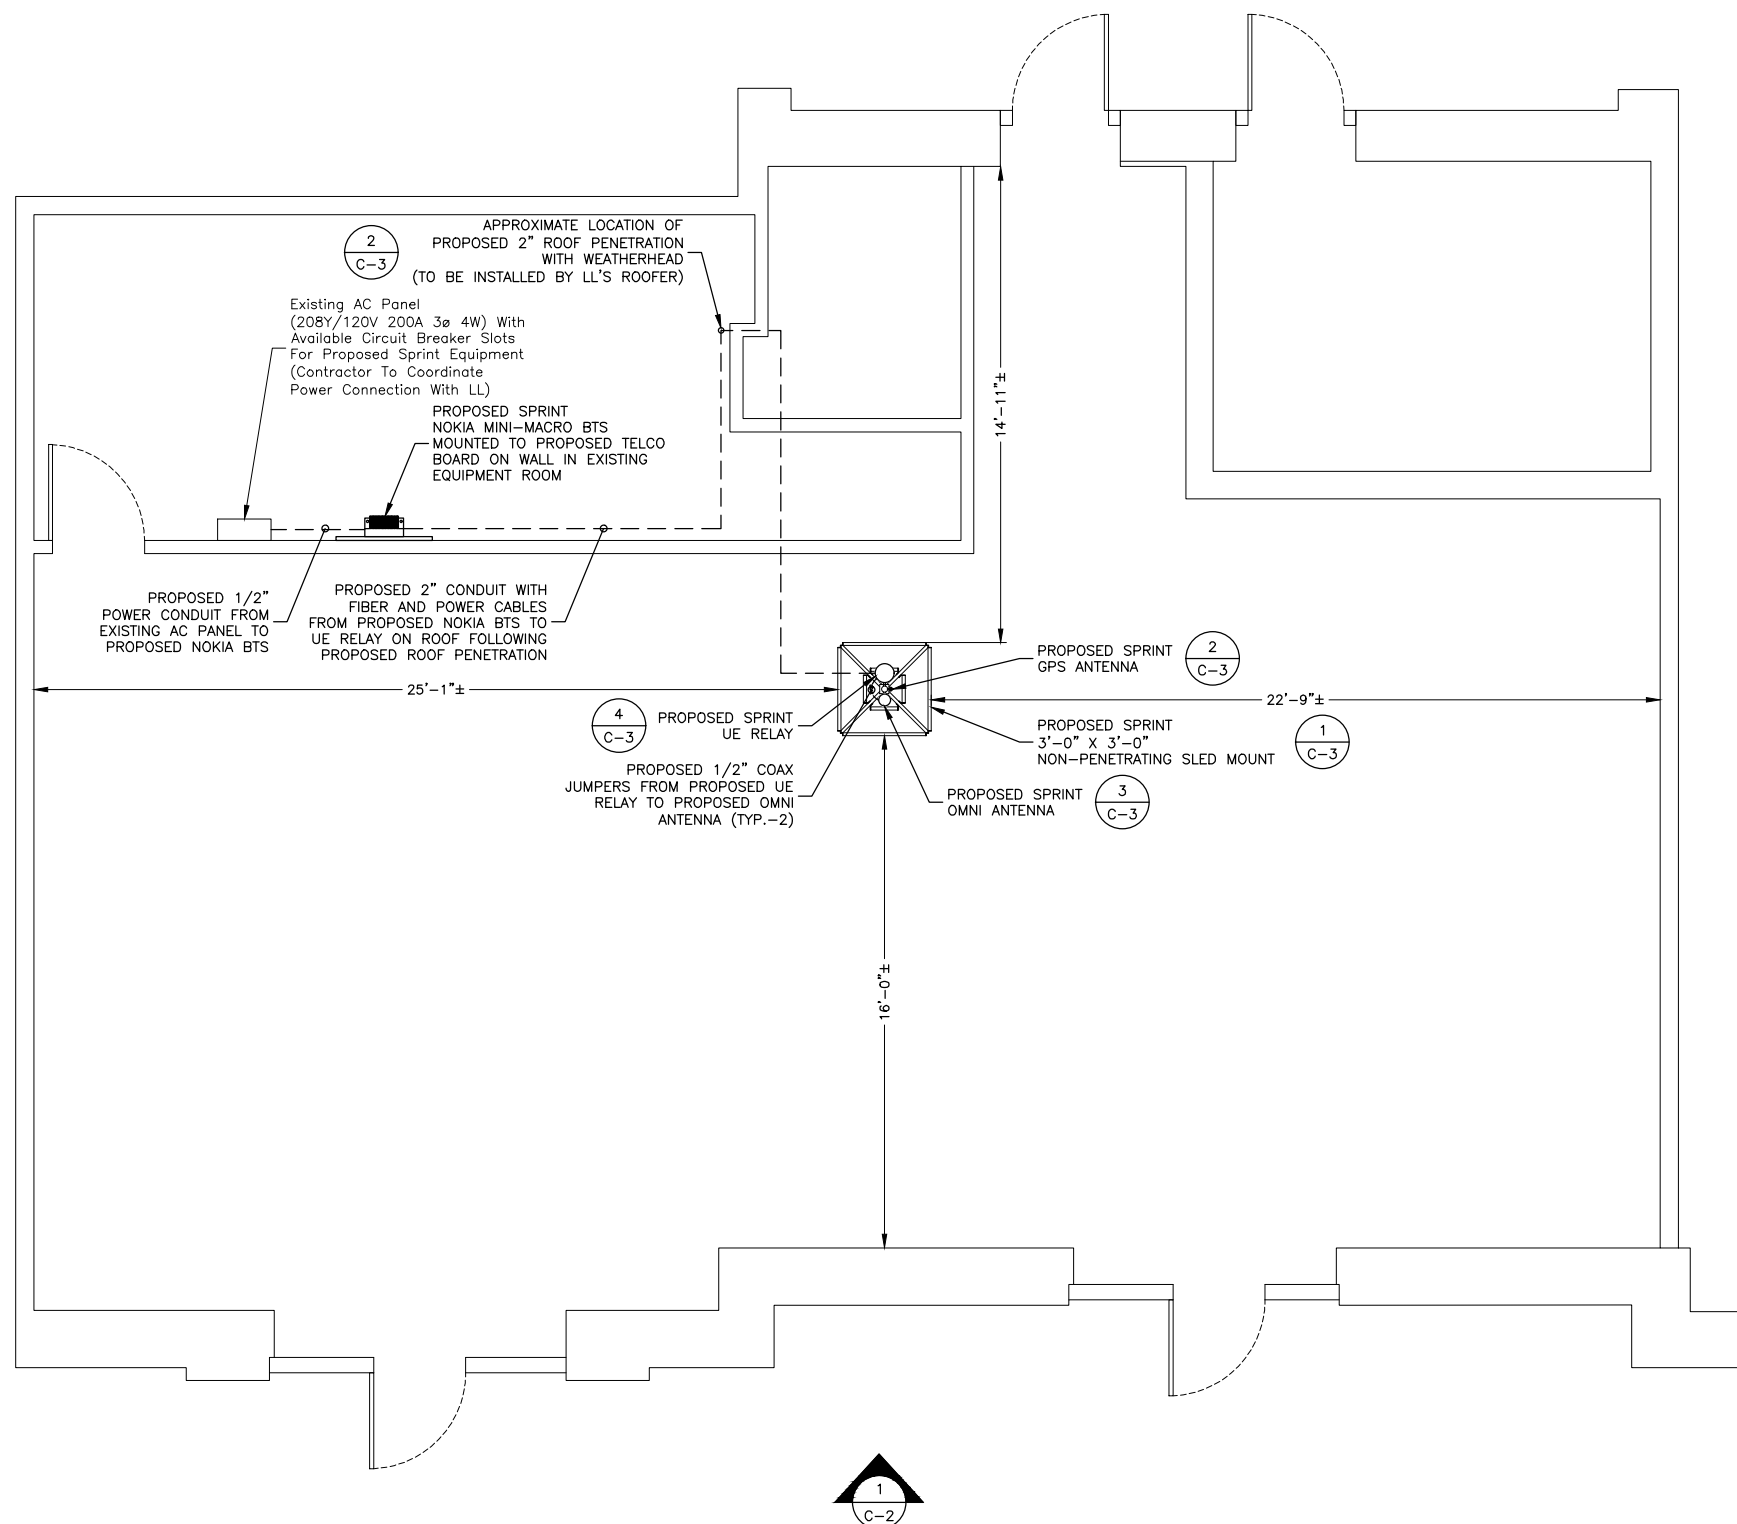 APPROXIMATE LOCATION OF
PROPOSED 2" ROOF PENETRATION
WITH WEATHERHEAD
(TO BE INSTALLED BY LL'S ROOFER)
2
C-3
Existing AC Panel
(208Y/120V 200A 3ø 4W) With
Available Circuit Breaker Slots
For Proposed Sprint Equipment
(Contractor To Coordinate
Power Connection With LL)
PROPOSED SPRINT
NOKIA MINI-MACRO BTS
MOUNTED TO PROPOSED TELCO
BOARD ON WALL IN EXISTING
EQUIPMENT ROOM
14'-11"±
PROPOSED 1/2"
POWER CONDUIT FROM
EXISTING AC PANEL TO
PROPOSED NOKIA BTS
PROPOSED 2" CONDUIT WITH
FIBER AND POWER CABLES
FROM PROPOSED NOKIA BTS TO
UE RELAY ON ROOF FOLLOWING
PROPOSED ROOF PENETRATION
PROPOSED SPRINT
GPS ANTENNA
2
C-3
25'-1"±
22'-9"±
4
C-3
PROPOSED SPRINT
UE RELAY
PROPOSED SPRINT
3'-0" X 3'-0"
NON-PENETRATING SLED MOUNT
1
C-3
PROPOSED 1/2" COAX
JUMPERS FROM PROPOSED UE
RELAY TO PROPOSED OMNI
ANTENNA (TYP.-2)
PROPOSED SPRINT
OMNI ANTENNA
3
C-3
16'-0"±
1
C-2